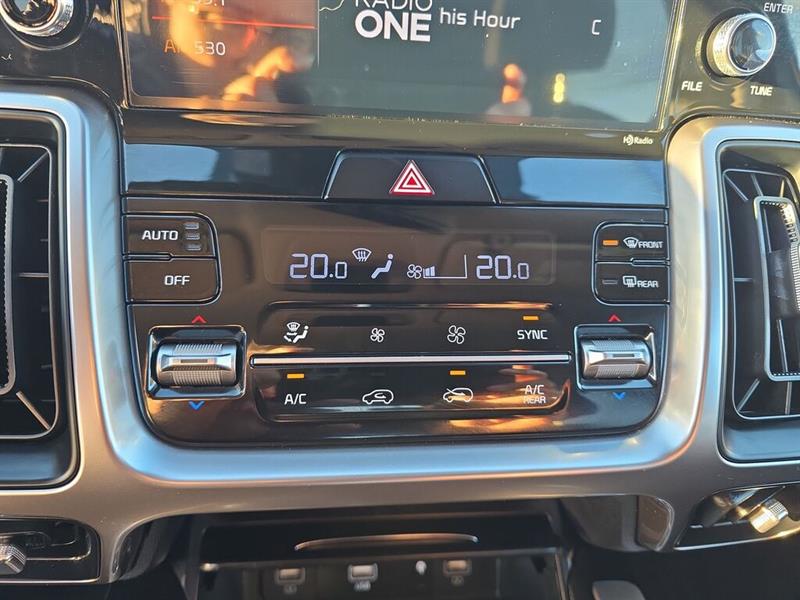 RADIO
ONE his Hour
C
530
ENTER
FILE TUNE
HD Radio
AUTO
OFF
20.0 20.0
FRONT
REAR
SYNC
A/C
A/C
REAR